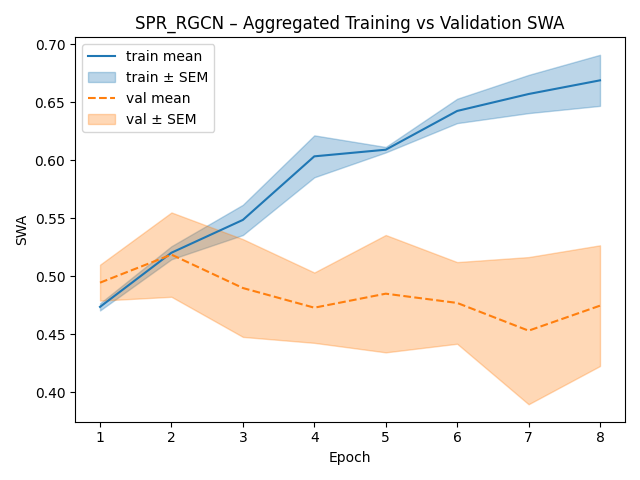 SPR_RGCN – Aggregated Training vs Validation SWA
train mean
train ± SEM
val mean
val ± SEM
SWA
0.70
0.65
0.60
0.55
0.50
0.45
0.40
1 2 3 4 5 6 7 8
Epoch